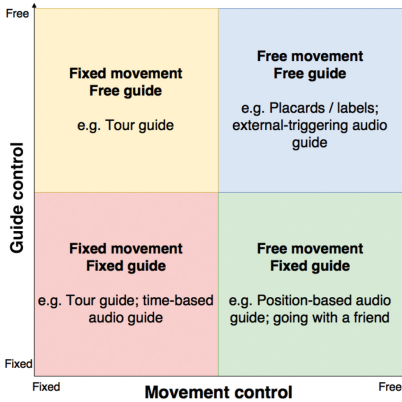 Free
Guide control
Fixed
Fixed movement
Free guide
e.g. Tour guide
Free movement
Free guide
e.g. Placards / labels;
external-triggering audio
guide
Fixed movement
Fixed guide
e.g. Tour guide; time-based
audio guide
Free movement
Fixed guide
e.g. Position-based audio
guide; going with a friend
Fixed
Movement control
Free